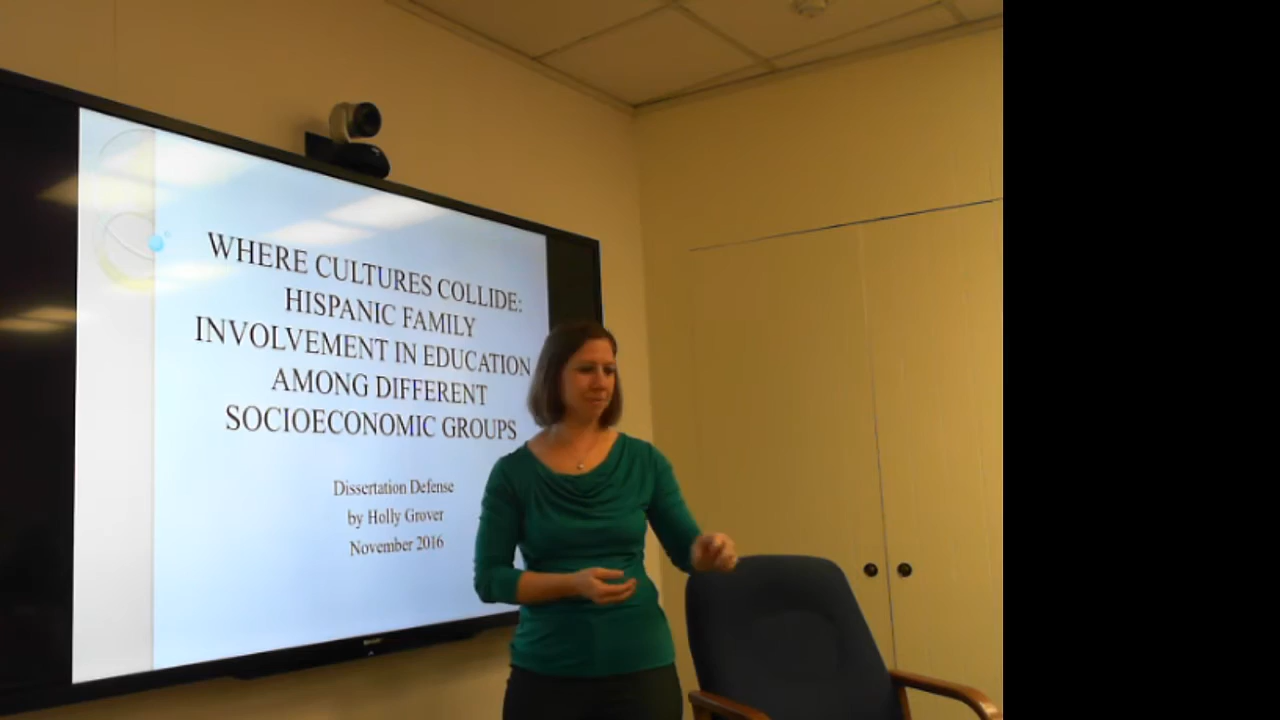 WHERE CULTURES COLLIDE:
HISPANIC FAMILY
INVOLVEMENT IN EDUCATION
AMONG DIFFERENT
SOCIOECONOMIC GROUPS
Dissertation Defense
by Holly Grover
November 2016